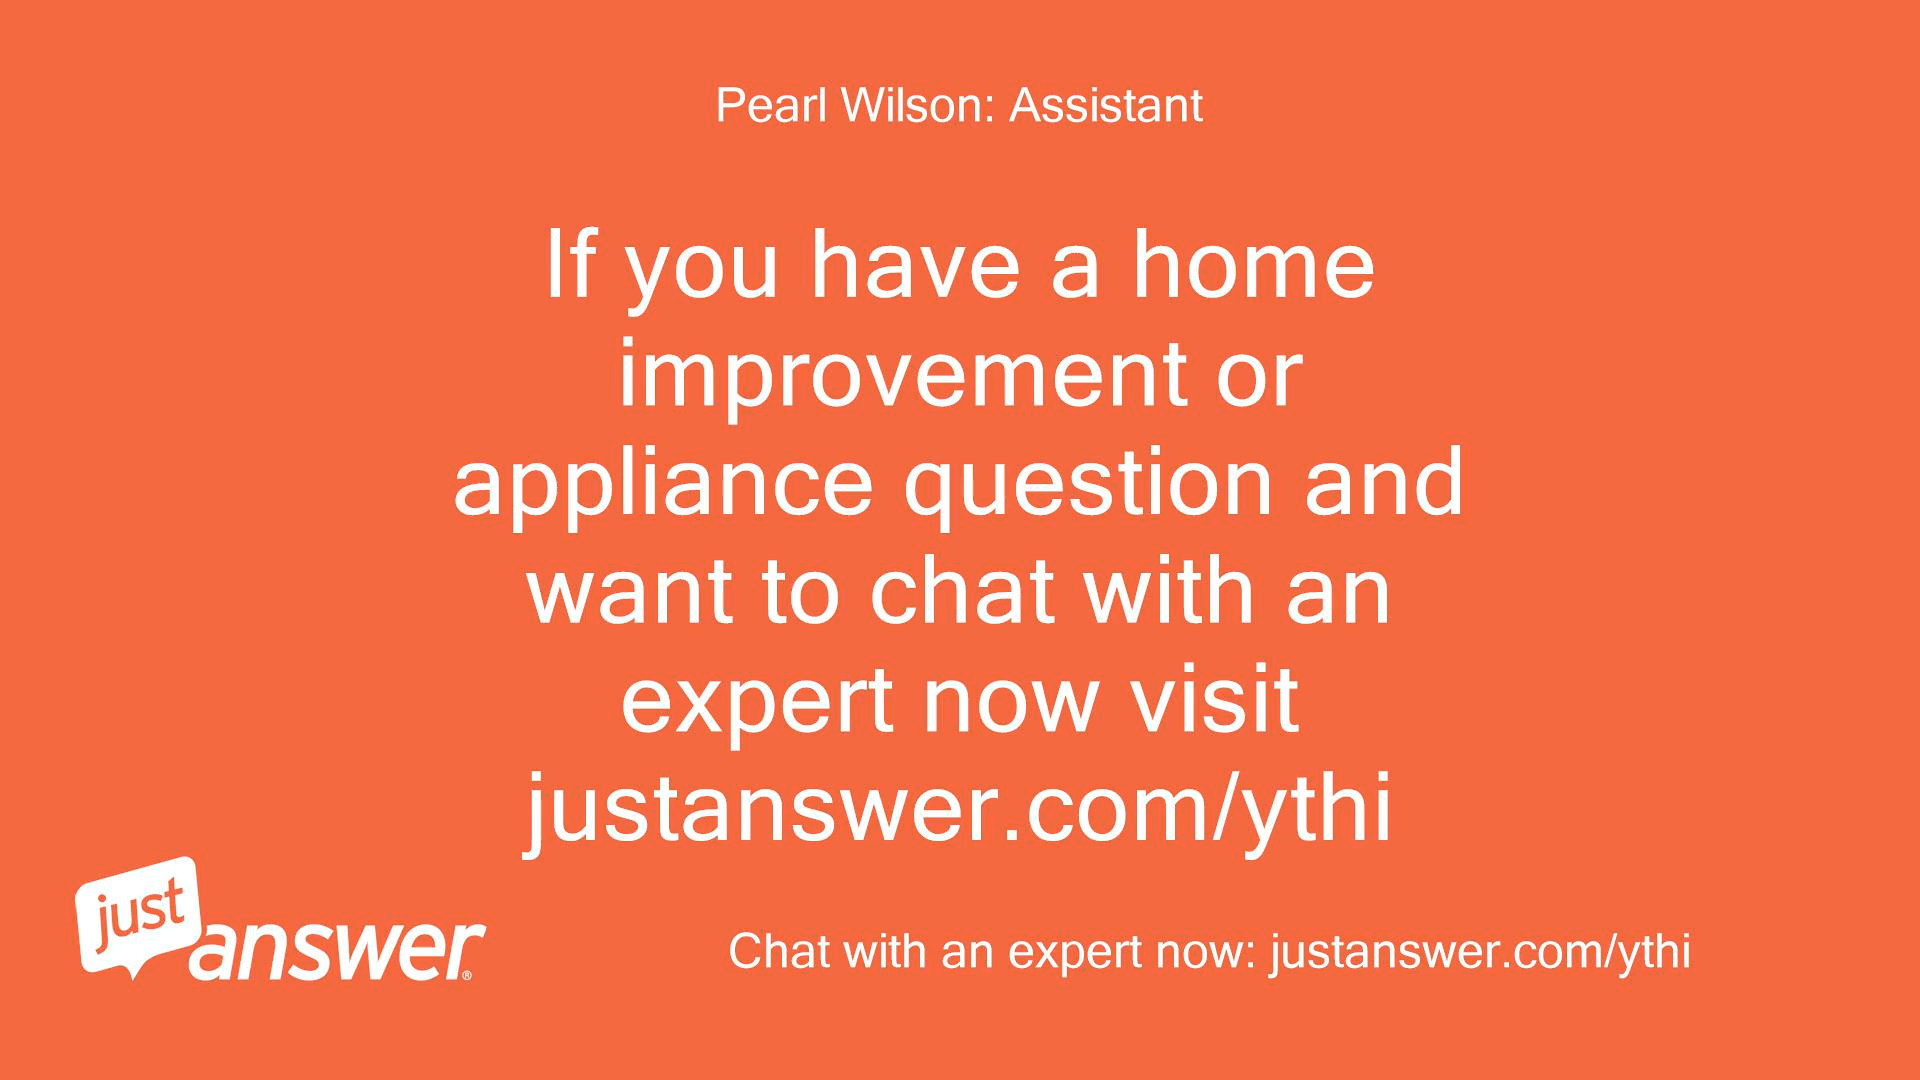 Pearl Wilson: Assistant
If you have a home
improvement or
appliance question and
want to chat with an
expert now visit
justanswer.com/ythi
just
answer®
Chat with an expert now: justanswer.com/ythi